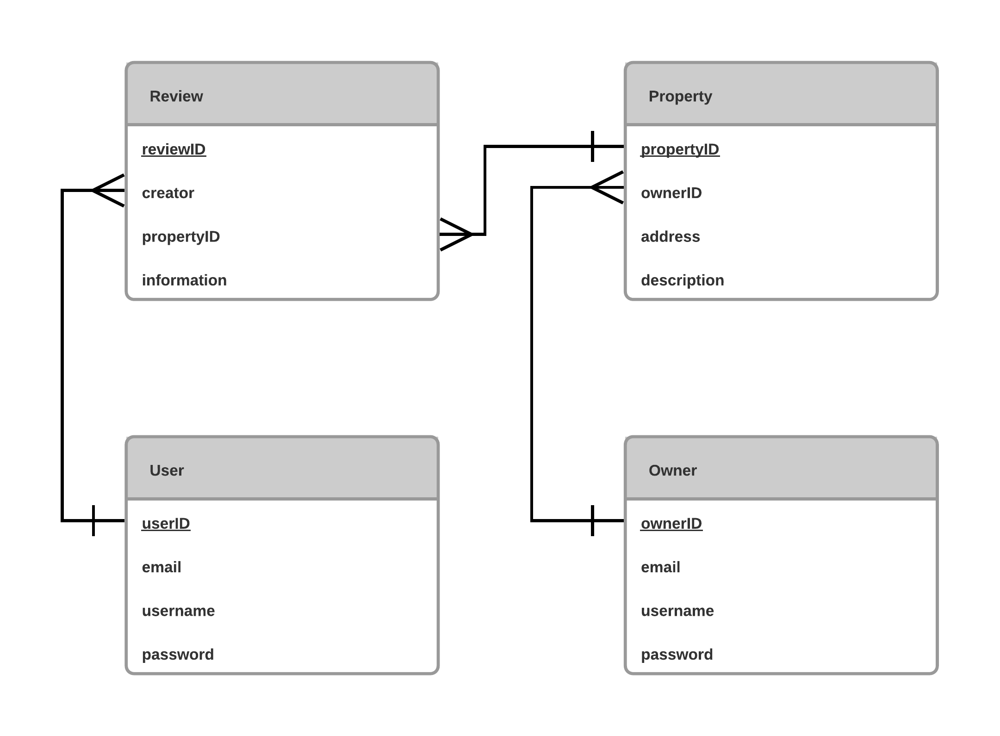 Review
reviewID
creator
propertyID
information
Property
propertyID
ownerID
address
description
User
userID
email
username
password
Owner
ownerID
email
username
password